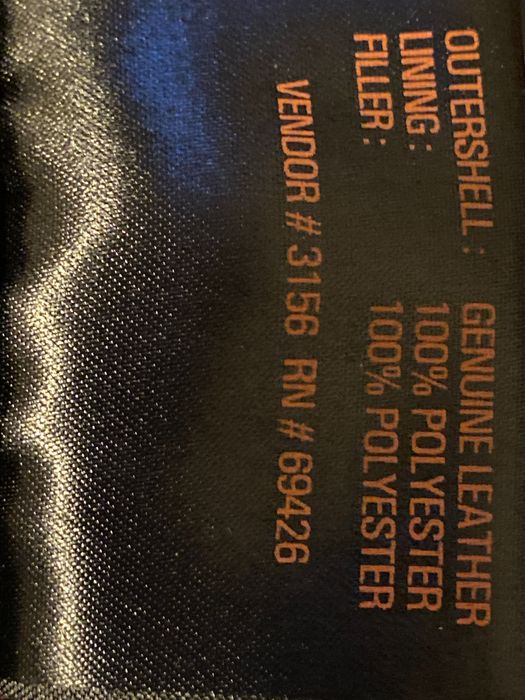 OUTERSHELL : GENUINE LEATHER
LINING : 100% POLYESTER
FILLER : 100% POLYESTER
VENDOR # 3156 RN # 69426